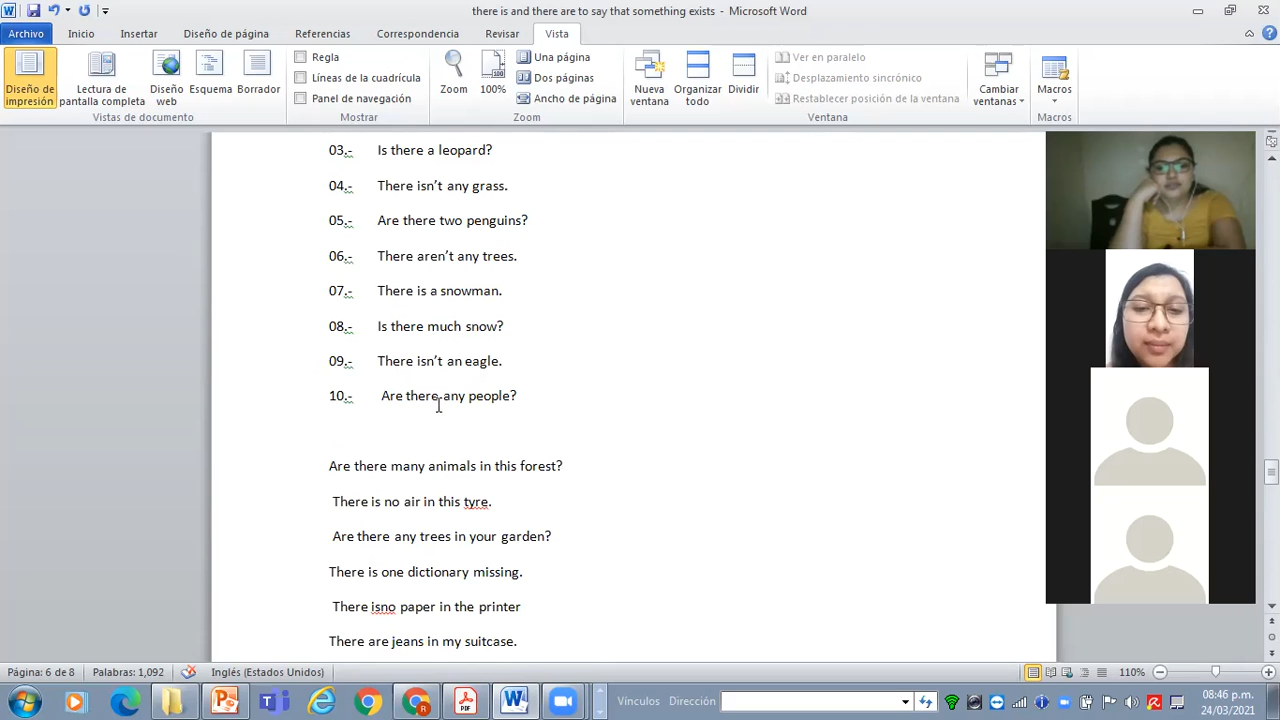 there is and there are to say that something exists - Microsoft Word
Archivo Inicio Insertar Diseño de página Referencias Correspondencia Revisar Vista
Diseño de impresión
Lectura de pantalla completa
Diseño web
Esquema
Borrador
Vistas de documento
Regla
Líneas de la cuadrícula
Panel de navegación
Mostrar
Zoom
100%
Una página
Dos páginas
Ancho de página
Zoom
Nueva ventana
Organizar todo
Dividir
Ver en paralelo
Desplazamiento sincrónico
Restablecer posición de la ventana
Cambiar ventanas
Ventana
Macros
Macros
03.- Is there a leopard?
04.- There isn't any grass.
05.- Are there two penguins?
06.- There aren't any trees.
07.- There is a snowman.
08.- Is there much snow?
09.- There isn't an eagle.
10.- Are there any people?
Are there many animals in this forest?
There is no air in this tyre.
Are there any trees in your garden?
There is one dictionary missing.
There isno paper in the printer
There are jeans in my suitcase.
Página: 6 de 8 Palabras: 1,092 Inglés (Estados Unidos) 110%
Vínculos Dirección
08:46 p.m.
24/03/2021